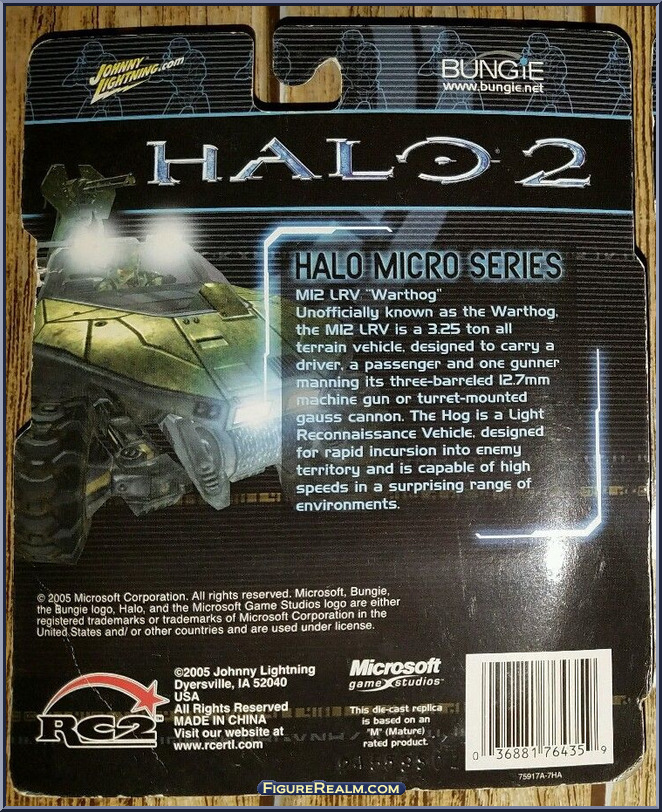 JOHNNY
LIGHTNING.com
BUNGiE
www.bungie.net
HALO 2
HALO MICRO SERIES
M12 LRV "Warthog"
Unofficially known as the Warthog,
the M12 LRV is a 3.25 ton all
terrain vehicle, designed to carry a
driver, a passenger and one gunner
manning its three-barreled 12.7mm
machine gun or turret-mounted
gauss cannon. The Hog is a Light
Reconnaissance Vehicle, designed
for rapid incursion into enemy
territory and is capable of high
speeds in a surprising range of
environments.
© 2005 Microsoft Corporation. All rights reserved. Microsoft, Bungie,
the Bungie logo, Halo, and the Microsoft Game Studios logo are either
registered trademarks or trademarks of Microsoft Corporation in the
United States and/ or other countries and are used under license.
RC2™
©2005 Johnny Lightning
Dyersville, IA 52040
USA
All Rights Reserved
MADE IN CHINA
Visit our website at
www.rcertl.com
Microsoft
game studios™
This die-cast replica
is based on an
"M" (Mature)
rated product.
0 36881 76435 9
75917A-7HA
FIGUREREALM.COM